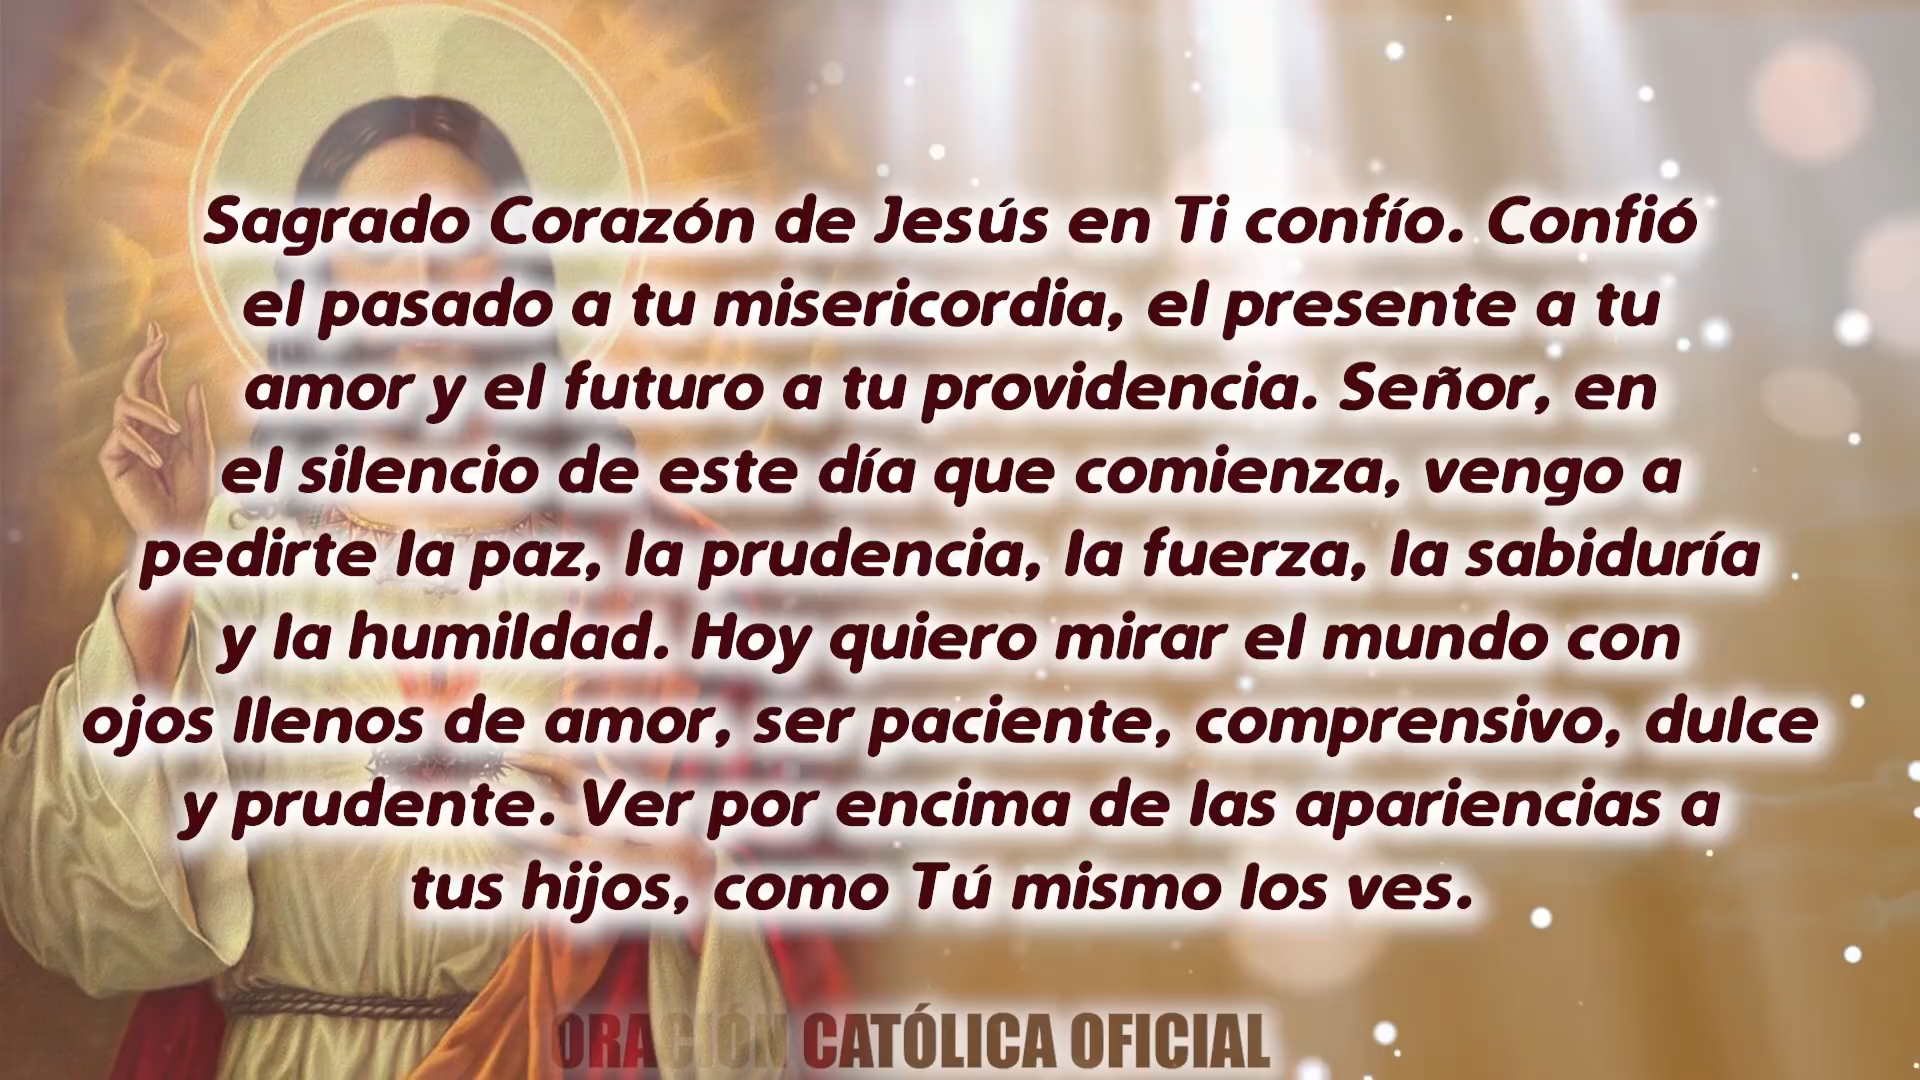 Sagrado Corazón de Jesús en Ti confío. Confió
el pasado a tu misericordia, el presente a tu
amor y el futuro a tu providencia. Señor, en
el silencio de este día que comienza, vengo a
pedirte la paz, la prudencia, la fuerza, la sabiduría
y la humildad. Hoy quiero mirar el mundo con
ojos llenos de amor, ser paciente, comprensivo, dulce
y prudente. Ver por encima de las apariencias a
tus hijos, como Tú mismo los ves.
ORACIÓN CATÓLICA OFICIAL